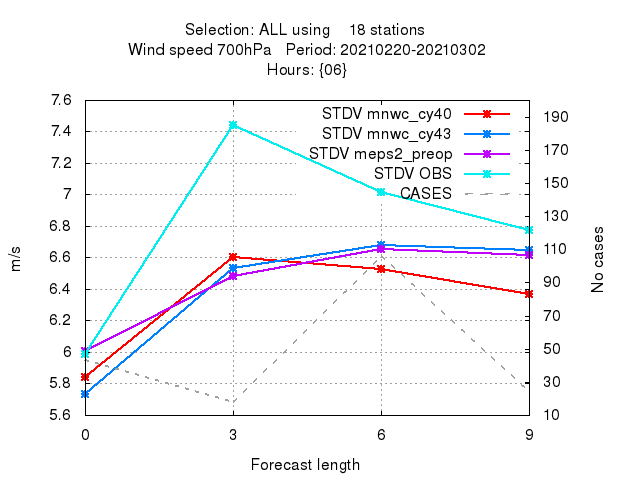 Selection: ALL using    18 stations
Wind speed 700hPa   Period: 20210220-20210302
Hours: {06}
STDV mnwc_cy40
STDV mnwc_cy43
STDV meps2_preop
STDV OBS
CASES
7.6
7.4
7.2
7
6.8
6.6
6.4
6.2
6
5.8
5.6
m/s
190
170
150
130
110
90
70
50
30
10
No cases
0 3 6 9
Forecast length